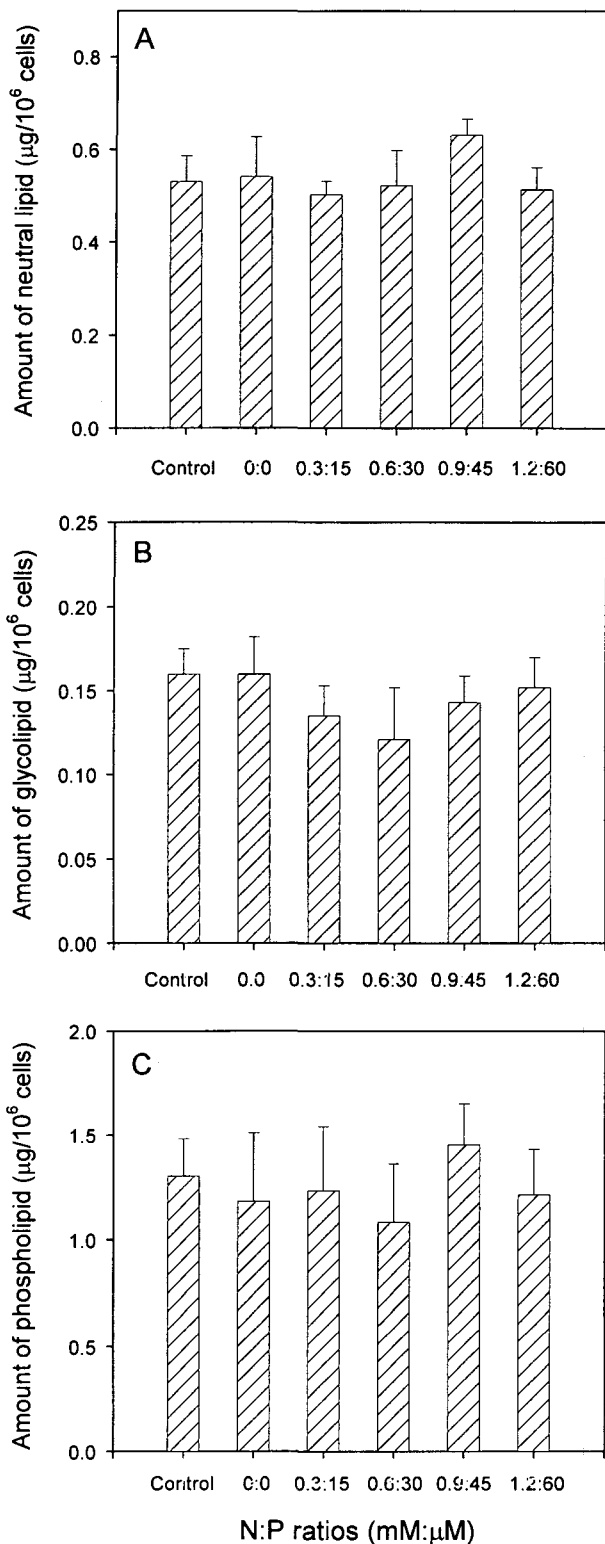 A
Amount of neutral lipid (μg/10⁶ cells)
0.8
0.6
0.4
0.2
0.0
Control 0:0 0.3:15 0.6:30 0.9:45 1.2:60
B
Amount of glycolipid (μg/10⁶ cells)
0.25
0.20
0.15
0.10
0.05
0.00
Control 0.0 0.3:15 0.6:30 0.9:45 1.2:60
C
Amount of phospholipid (μg/10⁶ cells)
2.0
1.5
1.0
0.5
0.0
Control 0:0 0.3:15 0.6:30 0.9:45 1.2:60
N:P ratios (mM:μM)